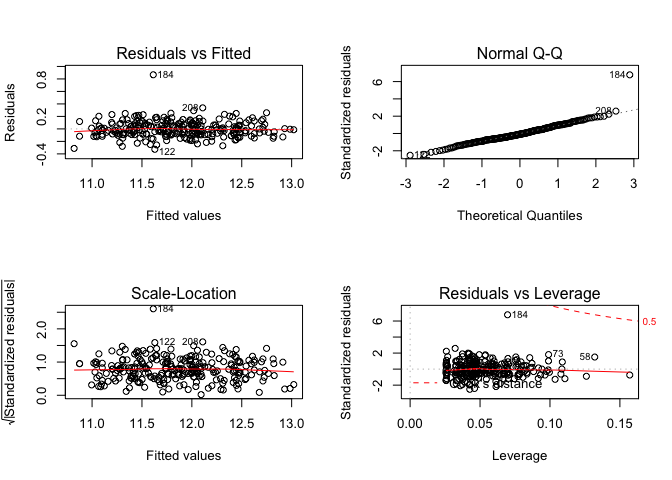 Residuals vs Fitted
Residuals
-0.4 0.2 0.8
184
208
122
11.0 11.5 12.0 12.5 13.0
Fitted values
Normal Q-Q
Standardized residuals
-2 2 6
184
208
-3 -2 -1 0 1 2 3
Theoretical Quantiles
Scale-Location
√|Standardized residuals|
0.0 1.0 2.0
184
122 208
11.0 11.5 12.0 12.5 13.0
Fitted values
Residuals vs Leverage
Standardized residuals
-2 2 6
184
73
58
0.5
distance
0.00 0.05 0.10 0.15
Leverage